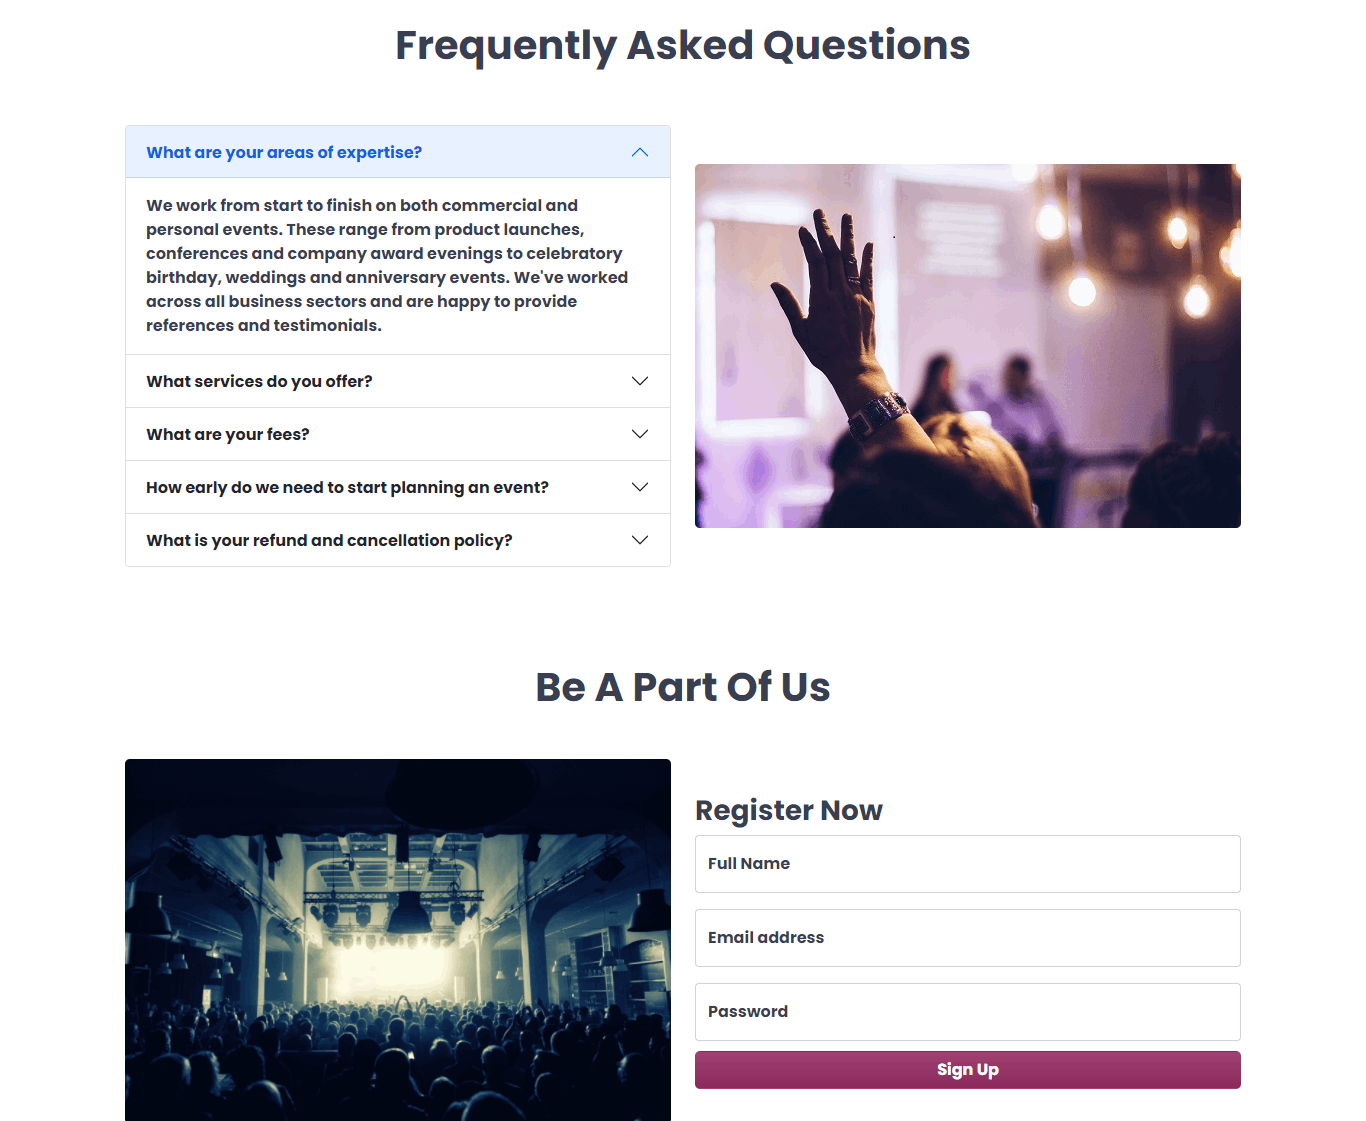 Frequently Asked Questions
What are your areas of expertise?
We work from start to finish on both commercial and
personal events. These range from product launches,
conferences and company award evenings to celebratory
birthday, weddings and anniversary events. We've worked
across all business sectors and are happy to provide
references and testimonials.
What services do you offer?
What are your fees?
How early do we need to start planning an event?
What is your refund and cancellation policy?
Be A Part Of Us
Register Now
Full Name
Email address
Password
Sign Up